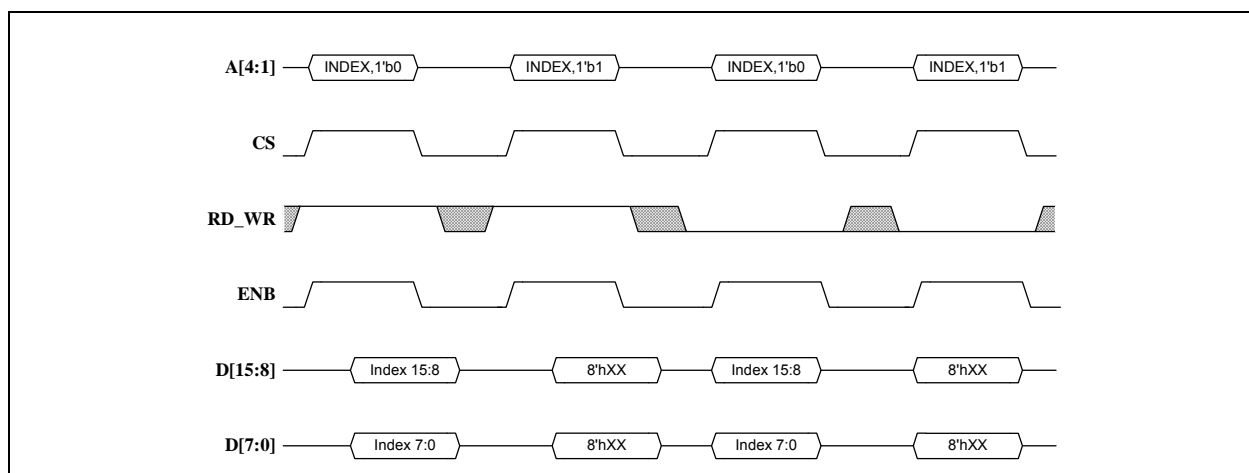 A[4:1] INDEX,1'b0 INDEX,1'b1 INDEX,1'b0 INDEX,1'b1
CS
RD_WR
ENB
D[15:8] Index 15:8 8'hXX Index 15:8 8'hXX
D[7:0] Index 7:0 8'hXX Index 7:0 8'hXX